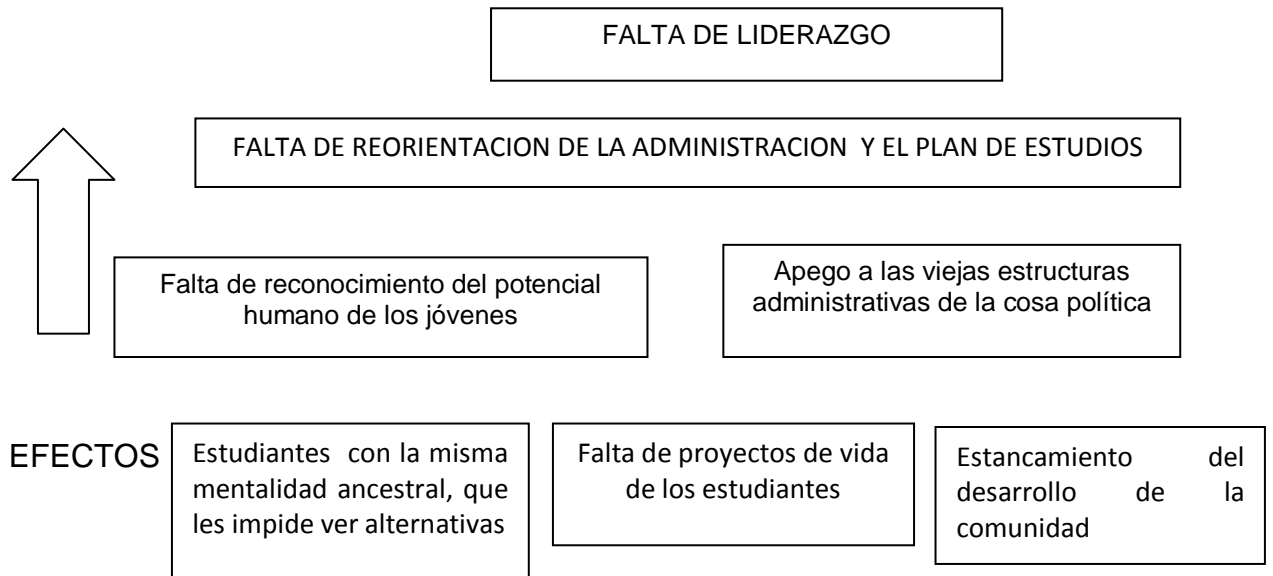 FALTA DE LIDERAZGO
FALTA DE REORIENTACION DE LA ADMINISTRACION Y EL PLAN DE ESTUDIOS
Falta de reconocimiento del potencial
humano de los jóvenes
Apego a las viejas estructuras
administrativas de la cosa política
EFECTOS
Estudiantes con la misma
mentalidad ancestral, que
les impide ver alternativas
Falta de proyectos de vida
de los estudiantes
Estancamiento del
desarrollo de la
comunidad